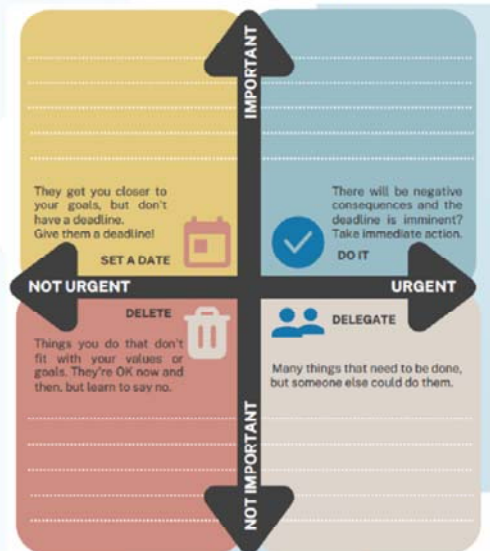 IMPORTANT
They get you closer to
your goals, but don't
have a deadline.
Give them a deadline!
SET A DATE
There will be negative
consequences and the
deadline is imminent?
Take immediate action.
DO IT
NOT URGENT
URGENT
DELETE
Things you do that don't
fit with your values or
goals. They're OK now and
then, but learn to say no.
DELEGATE
Many things that need to be done,
but someone else could do them.
NOT IMPORTANT